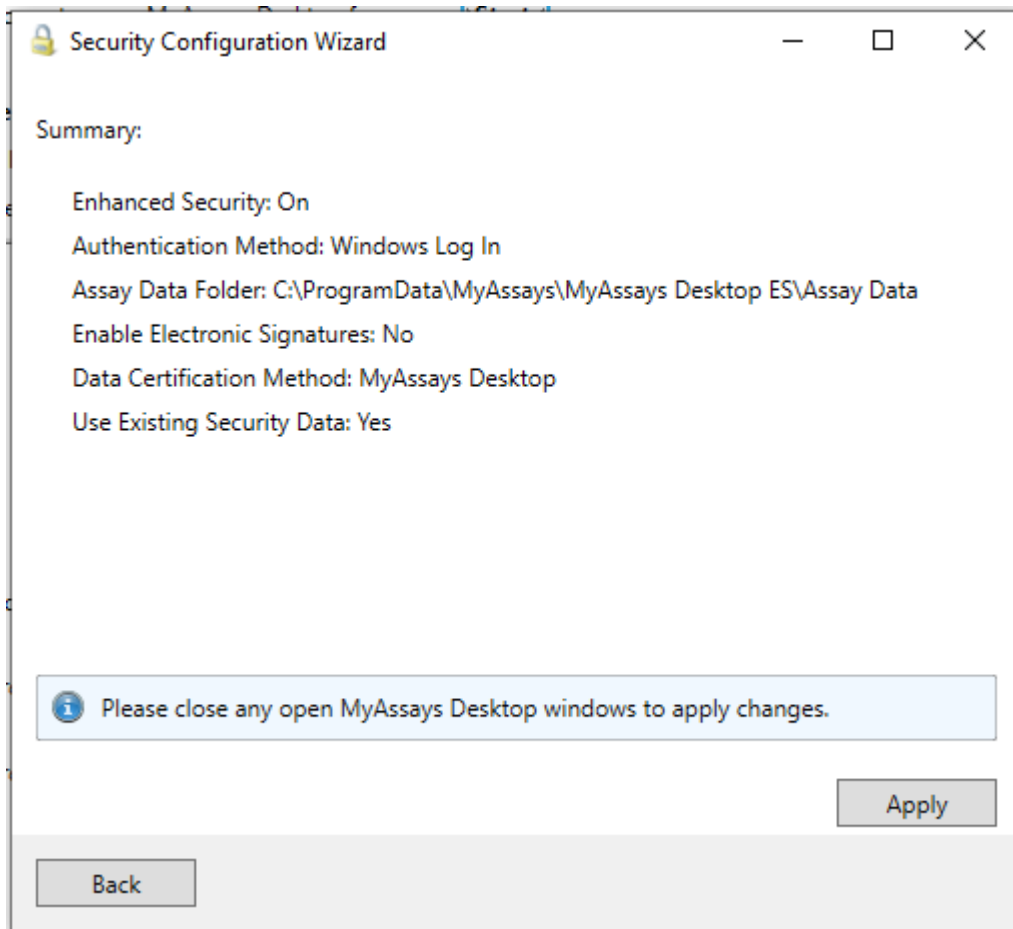 Security Configuration Wizard
Summary:
Enhanced Security: On
Authentication Method: Windows Log In
Assay Data Folder: C:\ProgramData\MyAssays\MyAssays Desktop ES\Assay Data
Enable Electronic Signatures: No
Data Certification Method: MyAssays Desktop
Use Existing Security Data: Yes
Please close any open MyAssays Desktop windows to apply changes.
Apply
Back